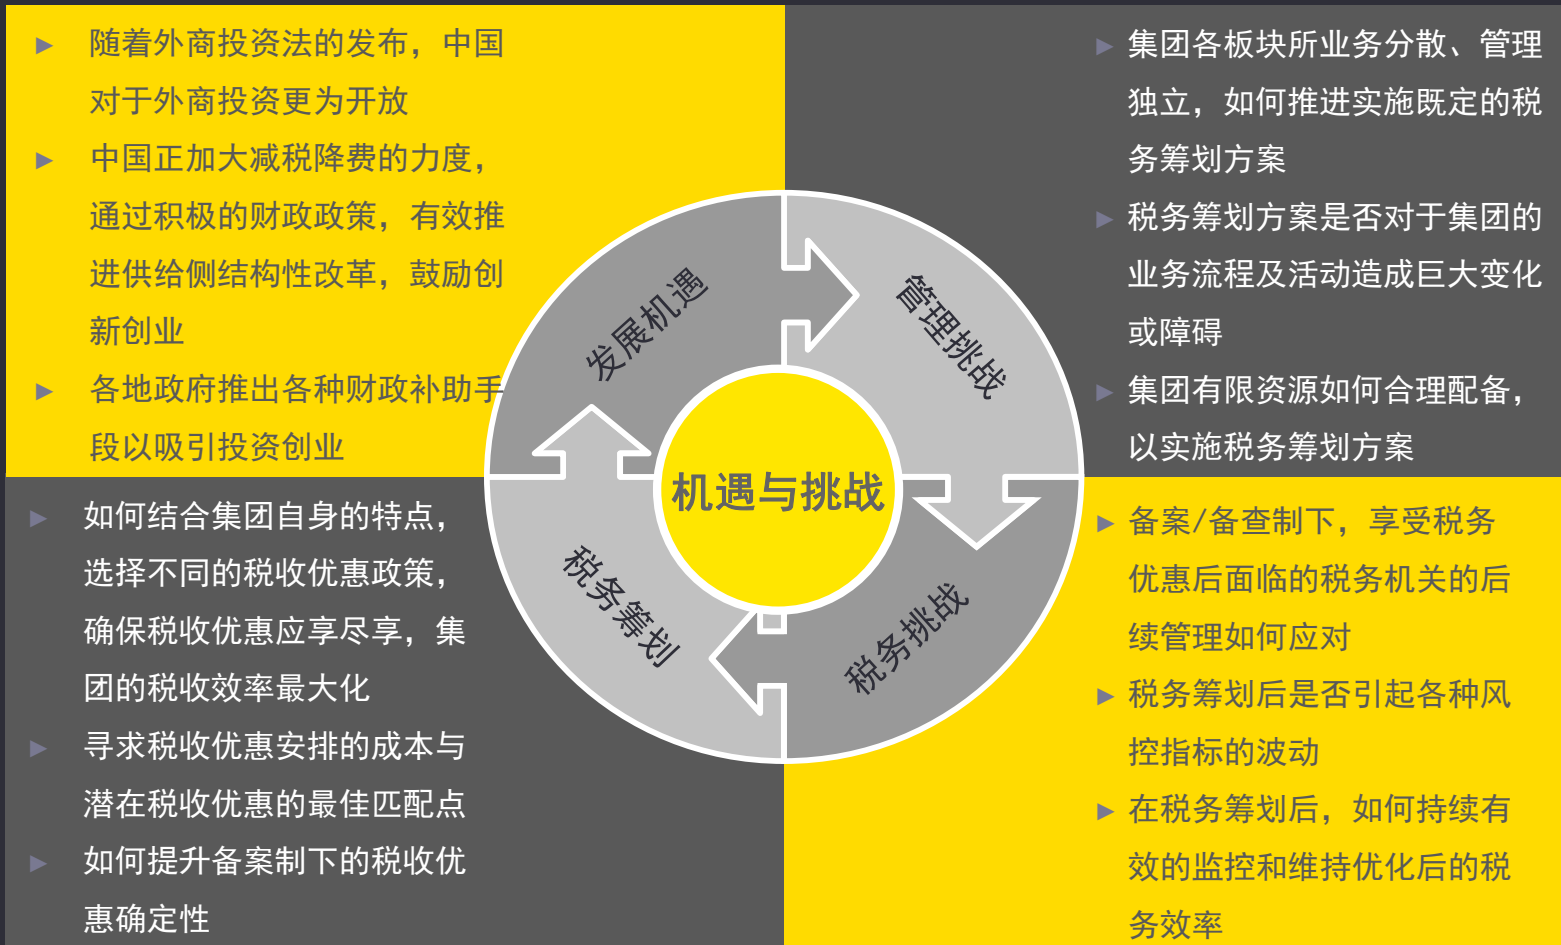 ► 随着外商投资法的发布，中国
对于外商投资更为开放
► 中国正加大减税降费的力度，
通过积极的财政政策，有效推
进供给侧结构性改革，鼓励创
新创业
► 各地政府推出各种财政补助手
段以吸引投资创业
► 集团各板块所业务分散、管理
独立，如何推进实施既定的税
务筹划方案
► 税务筹划方案是否对于集团的
业务流程及活动造成巨大变化
或障碍
► 集团有限资源如何合理配备，
以实施税务筹划方案
发展机遇
管理挑战
机遇与挑战
税务筹划
税务挑战
► 如何结合集团自身的特点，
选择不同的税收优惠政策，
确保税收优惠应享尽享，集
团的税收效率最大化
► 寻求税收优惠安排的成本与
潜在税收优惠的最佳匹配点
► 如何提升备案制下的税收优
惠确定性
► 备案/备查制下，享受税务
优惠后面临的税务机关的后
续管理如何应对
► 税务筹划后是否引起各种风
控指标的波动
► 在税务筹划后，如何持续有
效的监控和维持优化后的税
务效率